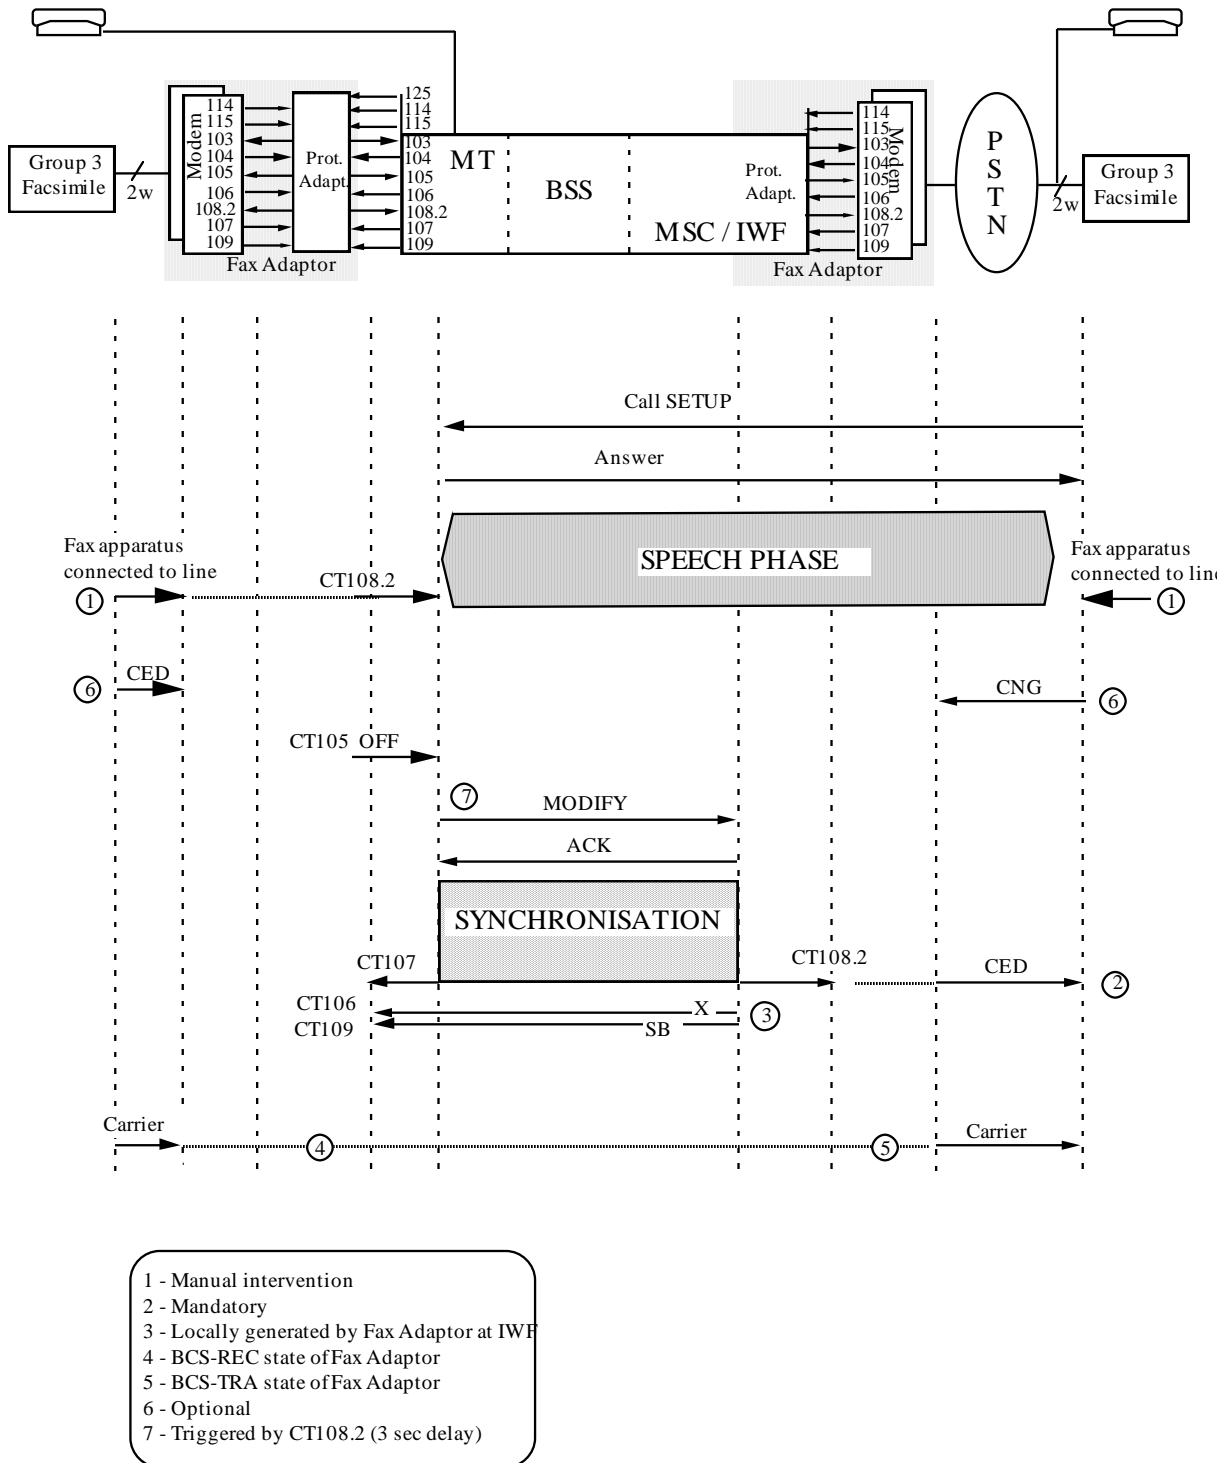 125
114
115
103
104
105
106
108.2
107
109
Modem
Prot.
Adapt.
114
115
103
104
105
106
108.2
107
109
MT
BSS
MSC / IWF
Prot.
Adapt.
114
115
103
104
105
106
108.2
107
109
Modem
Group 3
Facsimile
2w
Fax Adaptor
Fax Adaptor
PSTN
2w
Group 3
Facsimile
Call SETUP
Answer
SPEECH PHASE
Fax apparatus
connected to line
1
CT108.2
Fax apparatus
connected to line
1
CED
6
CNG
6
CT105 OFF
7
MODIFY
ACK
SYNCHRONISATION
CT107
CT108.2
CED
2
CT106
X
3
CT109
SB
Carrier
4
5
Carrier
1 - Manual intervention
2 - Mandatory
3 - Locally generated by Fax Adaptor at IWF
4 - BCS-REC state of Fax Adaptor
5 - BCS-TRA state of Fax Adaptor
6 - Optional
7 - Triggered by CT108.2 (3 sec delay)